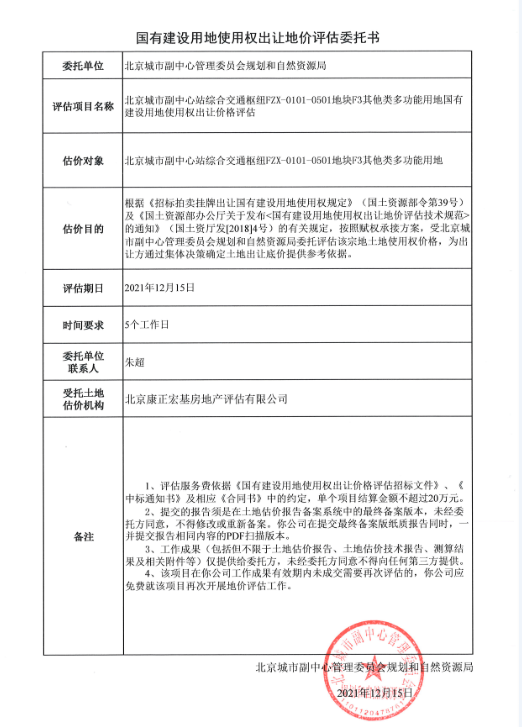 国有建设用地使用权出让地价评估委托书
委托单位
北京城市副中心管理委员会规划和自然资源局
评估项目名称
北京城市副中心站综合交通枢纽FZX-0101-0501地块F3其他类多功能用地国有
建设用地使用权出让价格评估
估价对象
北京城市副中心站综合交通枢纽FZX-0101-0501地块F3其他类多功能用地
估价目的
根据《招标拍卖挂牌出让国有建设用地使用权规定》（国土资源部令第39号）
及《国土资源部办公厅关于发布<国有建设用地使用权出让地价评估技术规范>
的通知》（国土资厅发[2018]4号）的有关规定，按照赋权承接方案，受北京城
市副中心管理委员会规划和自然资源局委托评估该宗地土地使用权价格，为出
让方通过集体决策确定土地出让底价提供参考依据。
评估期日
2021年12月15日
时间要求
5个工作日
委托单位
联系人
朱超
受托土地
估价机构
北京康正宏基房地产评估有限公司
备注
1、评估服务费依据《国有建设用地使用权出让价格评估招标文件》、《
中标通知书》及相应《合同书》中的约定，单个项目结算金额不超过20万元。
2、提交的报告须是在土地估价报告备案系统中的最终备案版本，未经委
托方同意，不得修改或重新备案。你公司在提交最终备案版纸质报告同时，一
并提交报告相同内容的PDF扫描版本。
3、工作成果（包括但不限于土地估价报告、土地估价技术报告、测算结
果及相关附件等）仅提供给委托方，未经委托方同意不得向任何第三方提供。
4、该项目在你公司工作成果有效期内未成交需要再次评估的，你公司应
免费就该项目再次开展地价评估工作。
北京城市副中心管理委员会规划和自然资源局
2021年12月15日